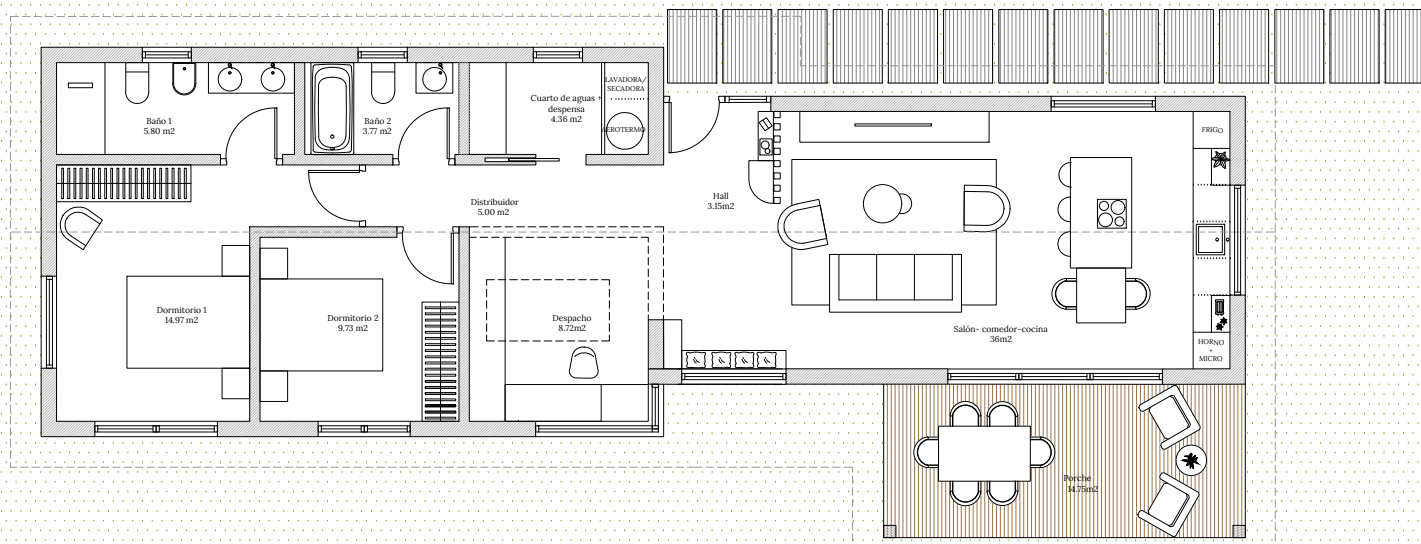 LAVADORA/
SECADORA
Cuarto de aguas +
despensa
4.36 m2
AEROTERMO
Baño 1
5.80 m2
Baño 2
3.77 m2
FRIGO
Hall
3.15m2
Distribuidor
5.00 m2
Dormitorio 1
14.97 m2
Dormitorio 2
9.73 m2
Despacho
8.72m2
Salón- comedor-cocina
36m2
HORNO
+
MICRO
Porche
14.75m2